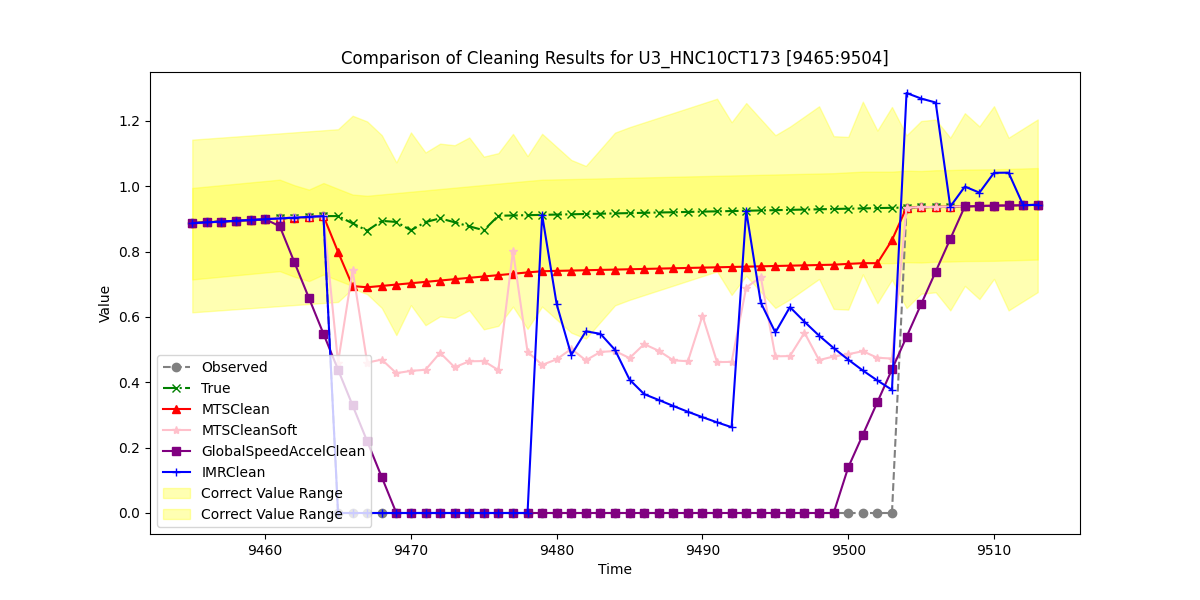 Comparison of Cleaning Results for U3_HNC10CT173 [9465:9504]
Value
1.2
1.0
0.8
0.6
0.4
0.2
0.0
Observed
True
MTSClean
MTSCleanSoft
GlobalSpeedAccelClean
IMRClean
Correct Value Range
Correct Value Range
9460 9470 9480 9490 9500 9510
Time